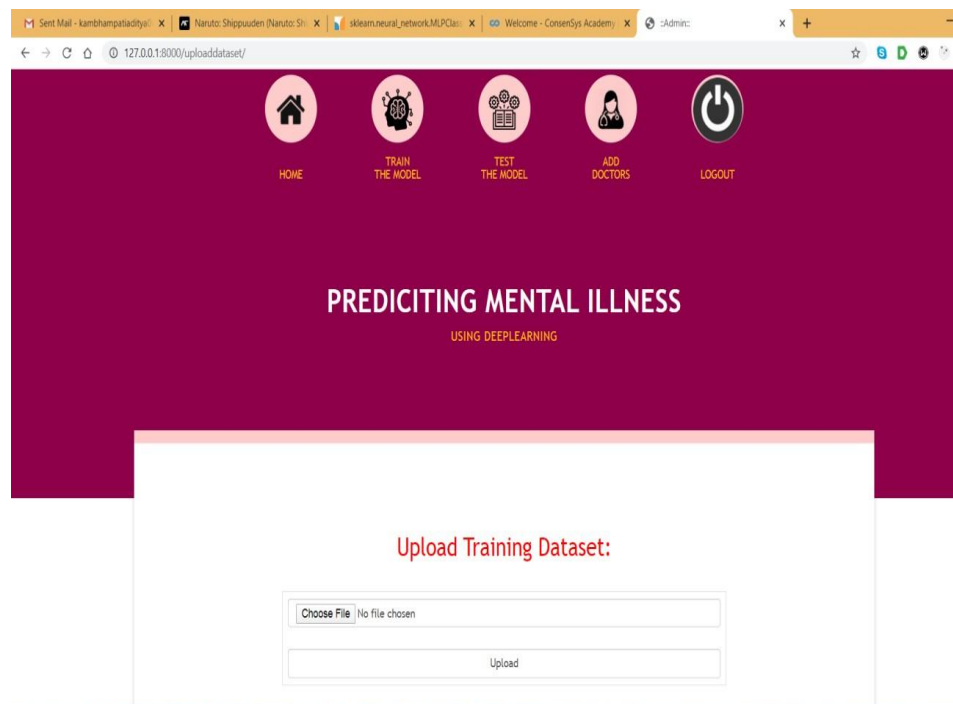 Sent Mail - kambhampatiaditya0
Naruto: Shippuuden (Naruto: Sh
sklearn.neural_network.MLPClas
Welcome - ConsenSys Academy
::Admin::
127.0.0.1:8000/uploaddataset/
HOME
TRAIN
THE MODEL
TEST
THE MODEL
ADD
DOCTORS
LOGOUT
PREDICITING MENTAL ILLNESS
USING DEEPLEARNING
Upload Training Dataset:
Choose File No file chosen
Upload